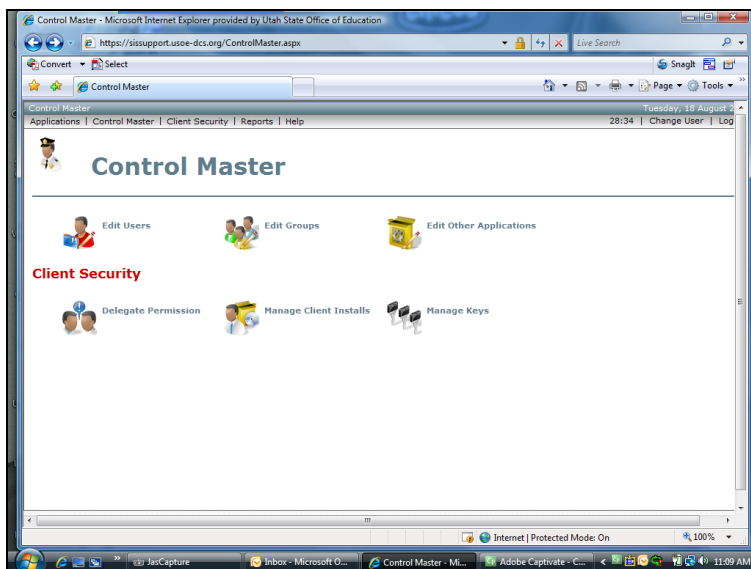 Control Master - Microsoft Internet Explorer provided by Utah State Office of Education
https://sissupport.usoe-dcs.org/ControlMaster.aspx
Live Search
Convert Select
SnagIt
Control Master
Page Tools
Control Master
Tuesday, 18 August 2
Applications | Control Master | Client Security | Reports | Help
28:34 | Change User | Log
Control Master
Edit Users
Edit Groups
Edit Other Applications
Client Security
Delegate Permission
Manage Client Installs
Manage Keys
Internet | Protected Mode: On
100%
JasCapture
Inbox - Microsoft O...
Control Master - Mi...
Adobe Captivate - C...
11:09 AM